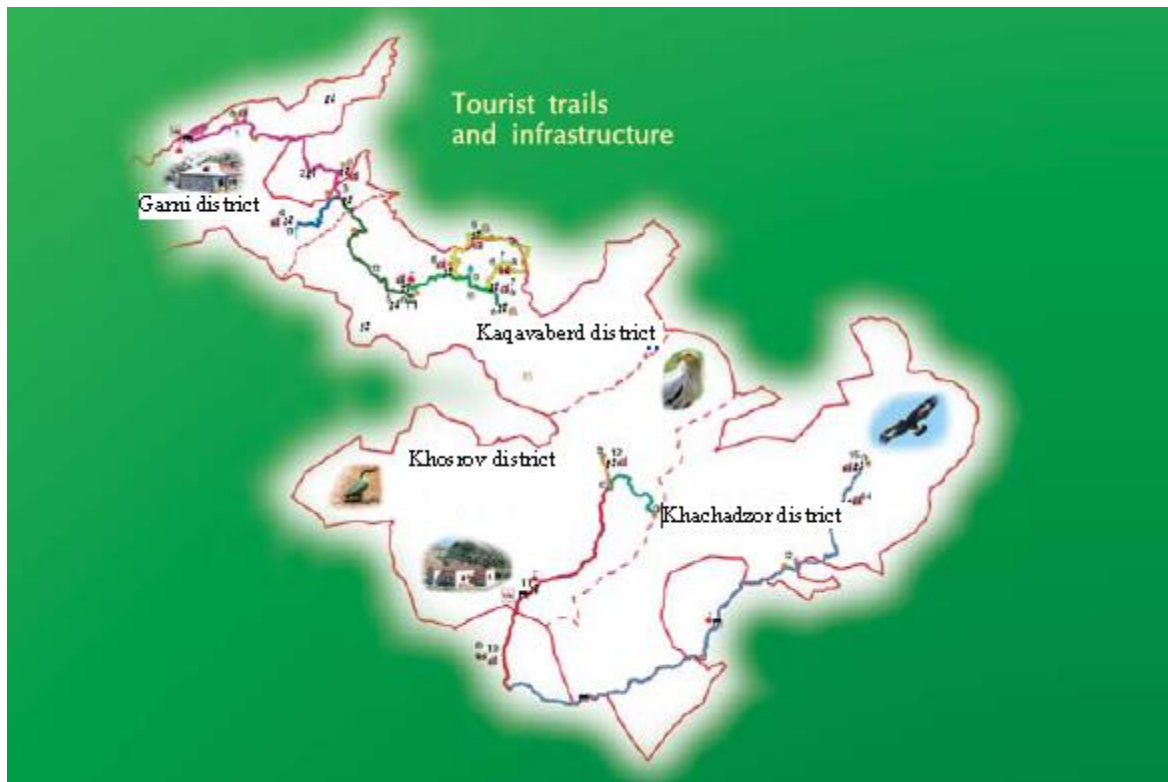 Tourist trails
and infrastructure
Garni district
Kaqavaberd district
Khosrov district
Khachadzor district